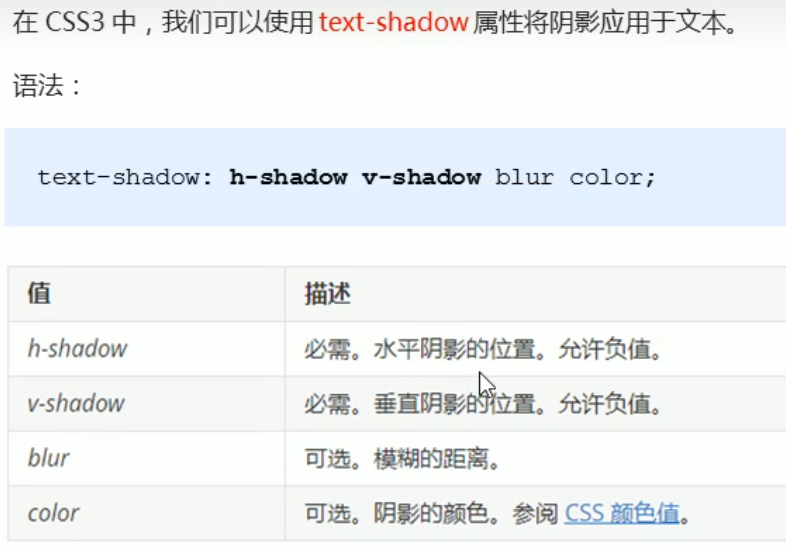 在 CSS3 中，我们可以使用 text-shadow 属性将阴影应用于文本。
语法：
text-shadow: h-shadow v-shadow blur color;
值 描述
h-shadow 必需。水平阴影的位置。允许负值。
v-shadow 必需。垂直阴影的位置。允许负值。
blur 可选。模糊的距离。
color 可选。阴影的颜色。参阅 CSS 颜色值。